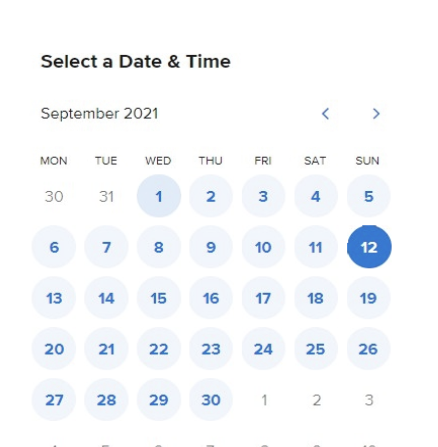 Select a Date & Time
September 2021
MON TUE WED THU FRI SAT SUN
30 31 1 2 3 4 5
6 7 8 9 10 11 12
13 14 15 16 17 18 19
20 21 22 23 24 25 26
27 28 29 30 1 2 3